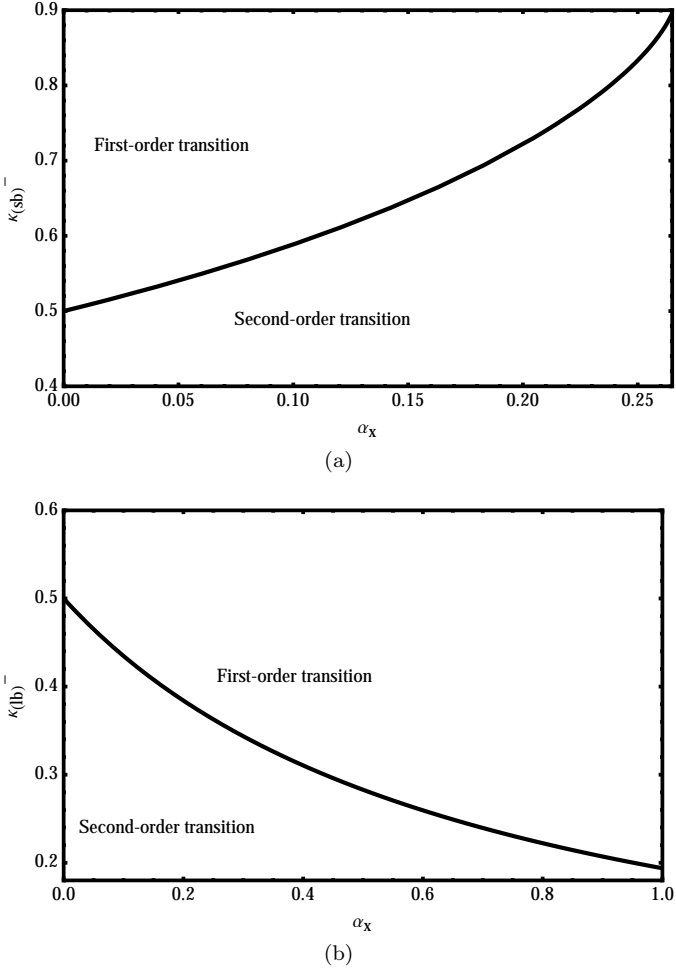 0.9
0.8
0.7
0.6
0.5
0.4
κ(sb)⁻
First-order transition
Second-order transition
0.00 0.05 0.10 0.15 0.20 0.25
αx
(a)
0.6
0.5
0.4
0.3
0.2
κ(lb)⁻
First-order transition
Second-order transition
0.0 0.2 0.4 0.6 0.8 1.0
αx
(b)